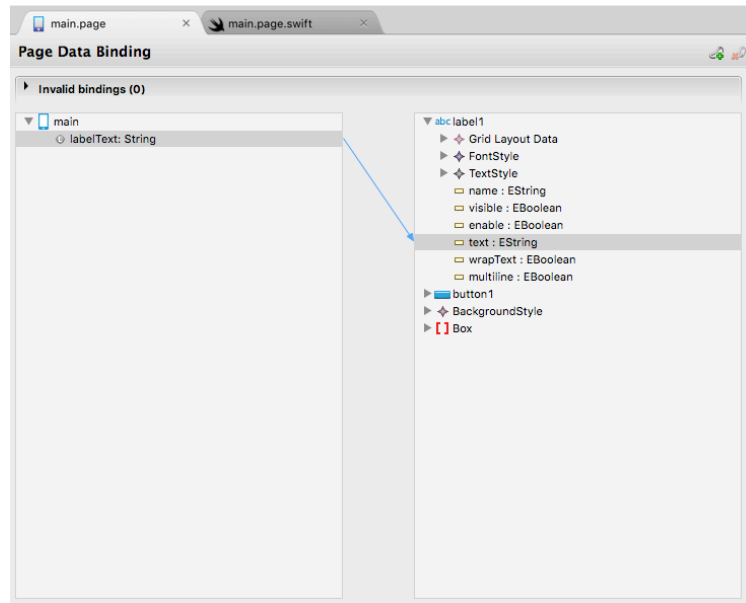 main.page
main.page.swift
Page Data Binding
Invalid bindings (0)
main
labelText: String
abc label1
Grid Layout Data
FontStyle
TextStyle
name : EString
visible : EBoolean
enable : EBoolean
text : EString
wrapText : EBoolean
multiline : EBoolean
button1
BackgroundStyle
Box